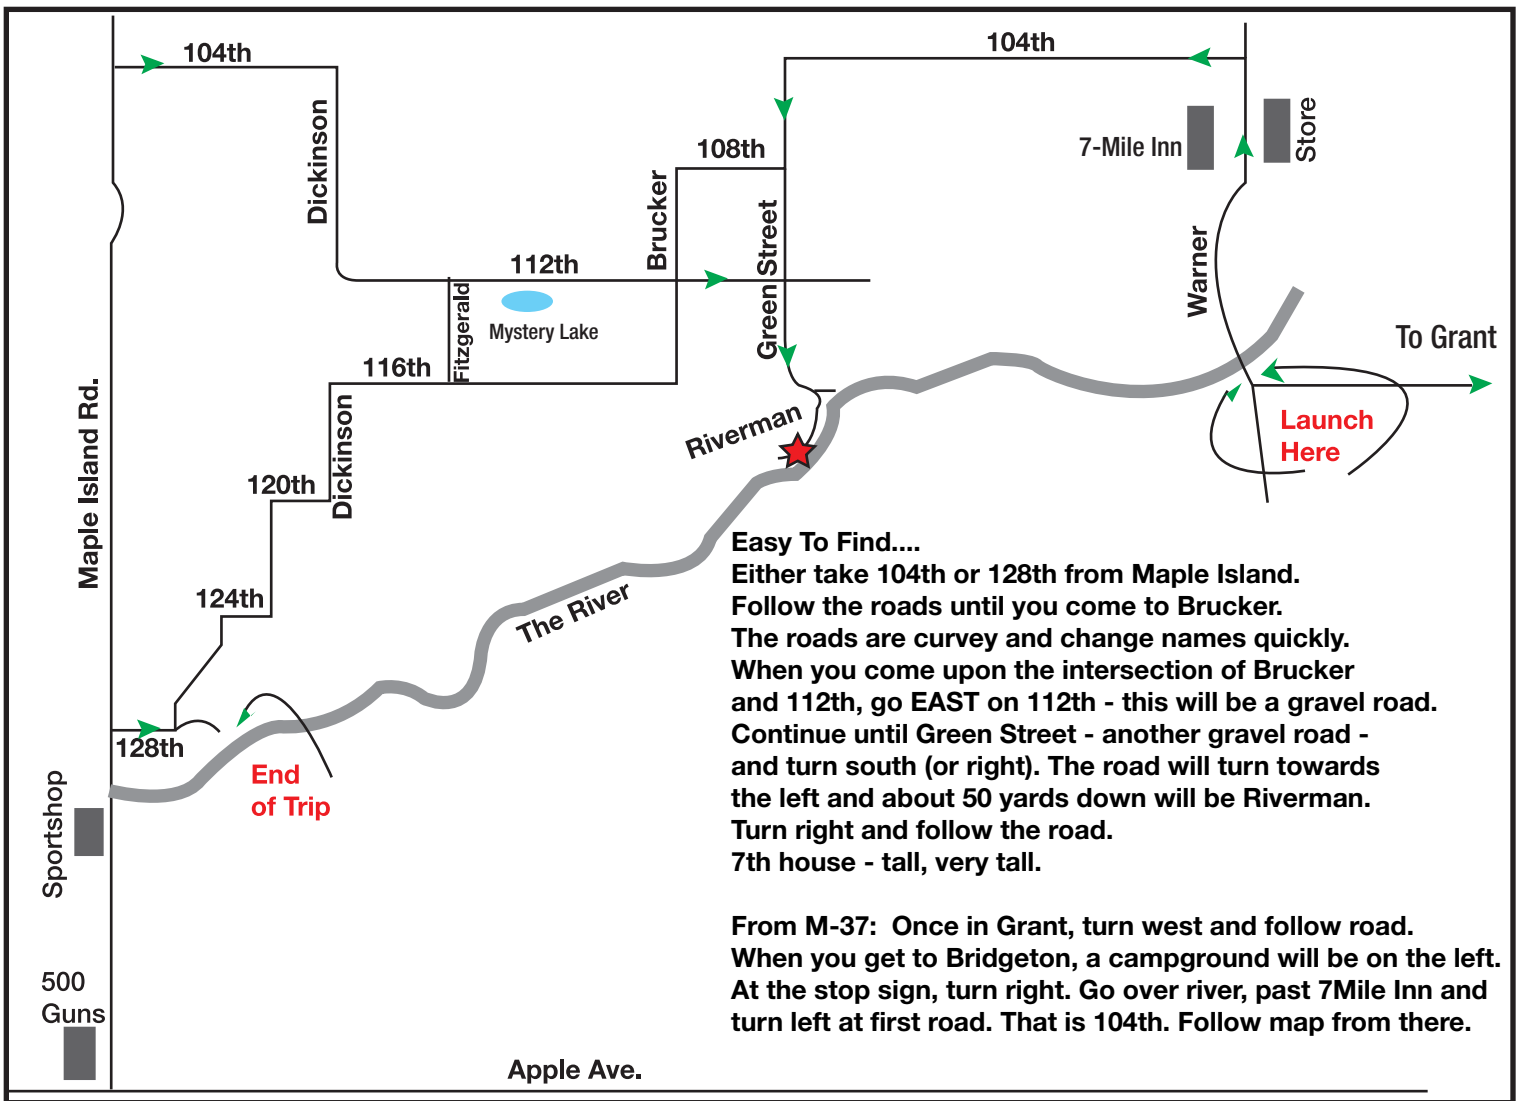 104th
104th
Dickinson
7-Mile Inn
Store
108th
Brucker
Green Street
112th
Warner
Fitzgerald
Mystery Lake
To Grant
116th
Maple Island Rd.
Dickinson
Riverman
Launch
Here
120th
124th
The River
128th
End
of Trip
Sportshop
500
Guns
Apple Ave.
Easy To Find....
Either take 104th or 128th from Maple Island.
Follow the roads until you come to Brucker.
The roads are curvey and change names quickly.
When you come upon the intersection of Brucker
and 112th, go EAST on 112th - this will be a gravel road.
Continue until Green Street - another gravel road -
and turn south (or right). The road will turn towards
the left and about 50 yards down will be Riverman.
Turn right and follow the road.
7th house - tall, very tall.
From M-37:  Once in Grant, turn west and follow road.
When you get to Bridgeton, a campground will be on the left.
At the stop sign, turn right. Go over river, past 7Mile Inn and
turn left at first road. That is 104th. Follow map from there.